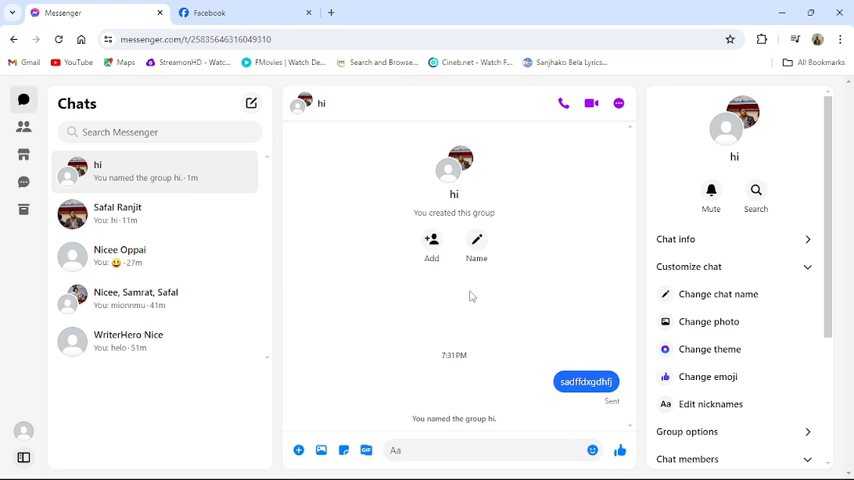 Messenger
Facebook
messenger.com/t/25835646316049310
Gmail
YouTube
Maps
StreamonHD - Watc...
FMovies | Watch De...
Search and Browse...
Cineb.net - Watch F...
Sanjhako Bela Lyrics...
All Bookmarks
Chats
Search Messenger
hi
You named the group hi. · 1m
Safal Ranjit
You: hi · 11m
Nicee Oppai
You: 😃 · 27m
Nicee, Samrat, Safal
You: mionnmu · 41m
WriterHero Nice
You: helo · 51m
hi
hi
You created this group
Add
Name
7:31 PM
sadffdxgdhfj
Sent
You named the group hi.
GIF
Aa
hi
Mute
Search
Chat info
Customize chat
Change chat name
Change photo
Change theme
Change emoji
Aa Edit nicknames
Group options
Chat members